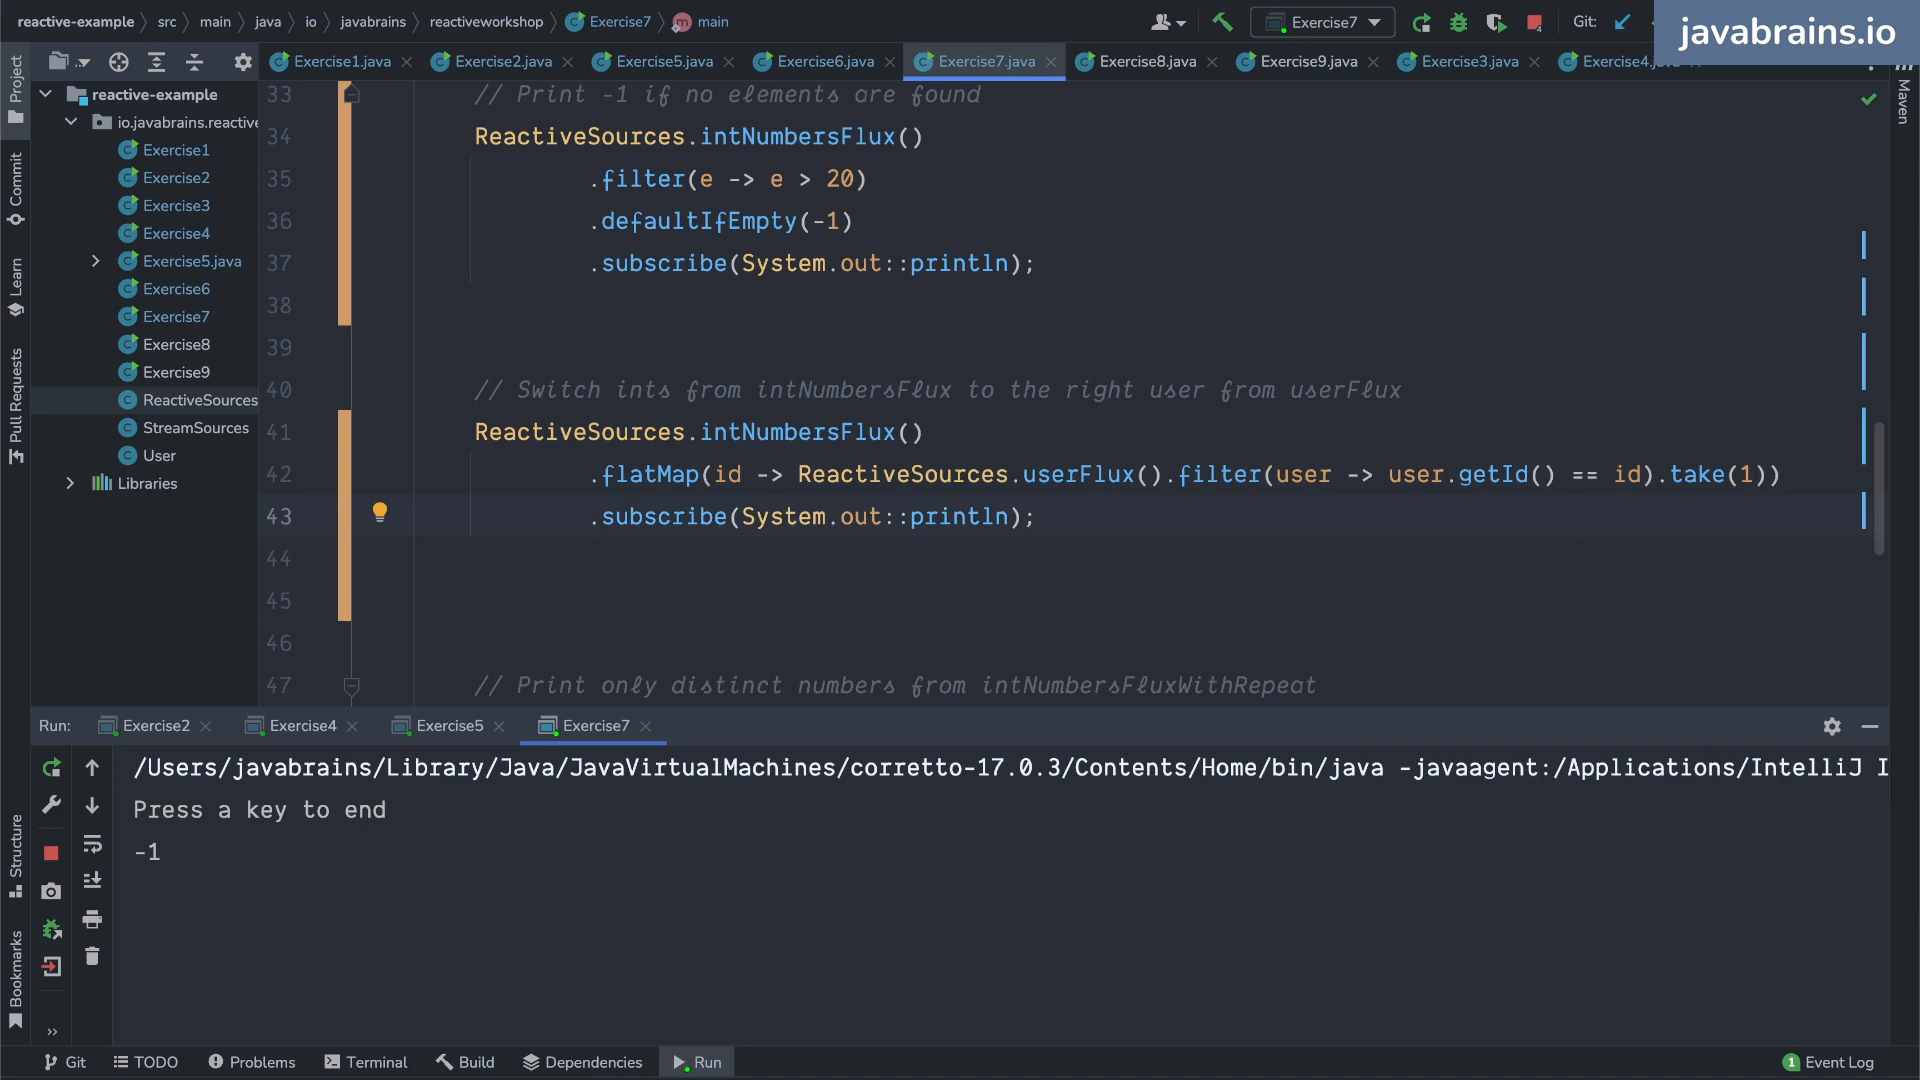 reactive-example src main java io javabrains reactiveworkshop Exercise7 main
Exercise7
Git:
javabrains.io
Exercise1.java Exercise2.java Exercise5.java Exercise6.java Exercise7.java Exercise8.java Exercise9.java Exercise3.java Exercise4.java
Project
Commit
Learn
Pull Requests
Structure
Bookmarks
Maven
reactive-example
io.javabrains.reactive
Exercise1
Exercise2
Exercise3
Exercise4
Exercise5.java
Exercise6
Exercise7
Exercise8
Exercise9
ReactiveSources
StreamSources
User
Libraries
33 // Print -1 if no elements are found
34 ReactiveSources.intNumbersFlux()
35 .filter(e -> e > 20)
36 .defaultIfEmpty(-1)
37 .subscribe(System.out::println);
38
39
40 // Switch ints from intNumbersFlux to the right user from userFlux
41 ReactiveSources.intNumbersFlux()
42 .flatMap(id -> ReactiveSources.userFlux().filter(user -> user.getId() == id).take(1))
43 .subscribe(System.out::println);
44
45
46
47 // Print only distinct numbers from intNumbersFluxWithRepeat
Run: Exercise2 Exercise4 Exercise5 Exercise7
/Users/javabrains/Library/Java/JavaVirtualMachines/corretto-17.0.3/Contents/Home/bin/java -javaagent:/Applications/IntelliJ I
Press a key to end
-1
Git TODO Problems Terminal Build Dependencies Run
1 Event Log